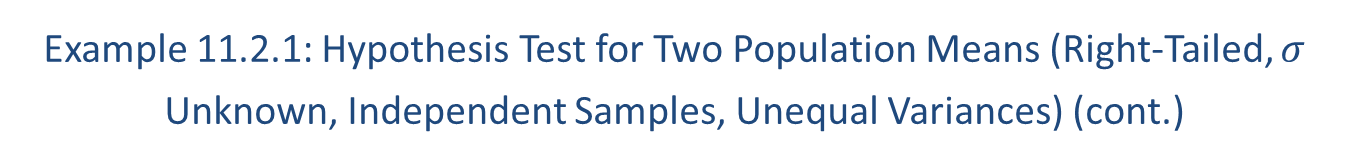 Example 11.2.1: Hypothesis Test for Two Population Means (Right-Tailed, σ
Unknown, Independent Samples, Unequal Variances) (cont.)